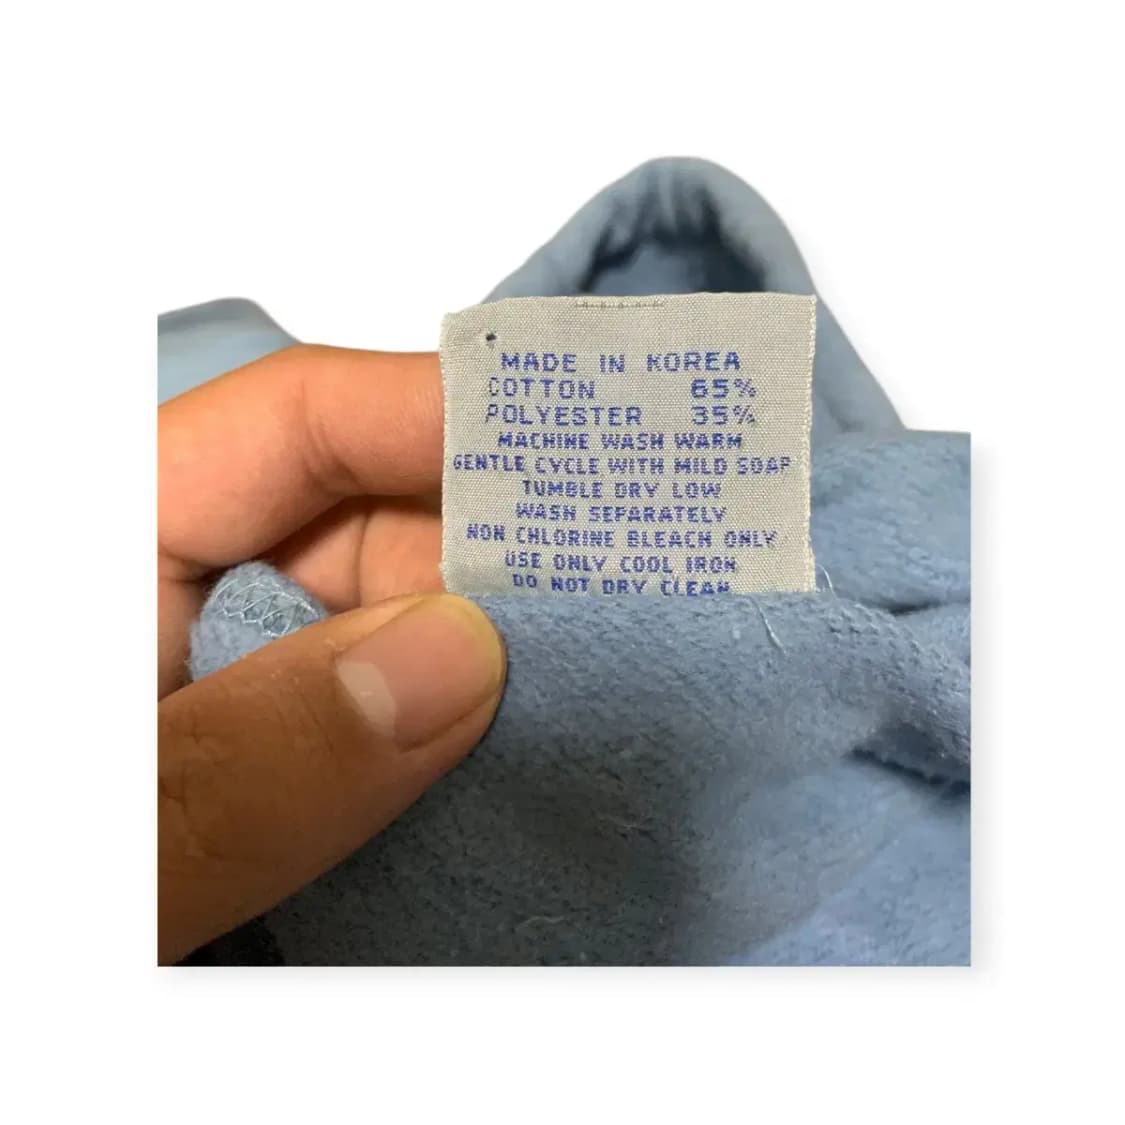 MADE IN KOREA
COTTON 65%
POLYESTER 35%
MACHINE WASH WARM
GENTLE CYCLE WITH MILD SOAP
TUMBLE DRY LOW
WASH SEPARATELY
NON CHLORINE BLEACH ONLY
USE ONLY COOL IRON
DO NOT DRY CLEAN